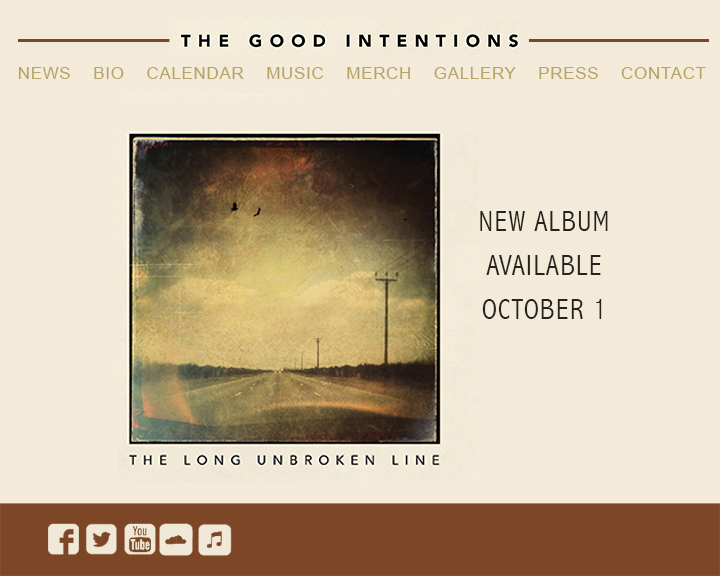 THE GOOD INTENTIONS
NEWS BIO CALENDAR MUSIC MERCH GALLERY PRESS CONTACT
NEW ALBUM
AVAILABLE
OCTOBER 1
THE LONG UNBROKEN LINE
You
Tube